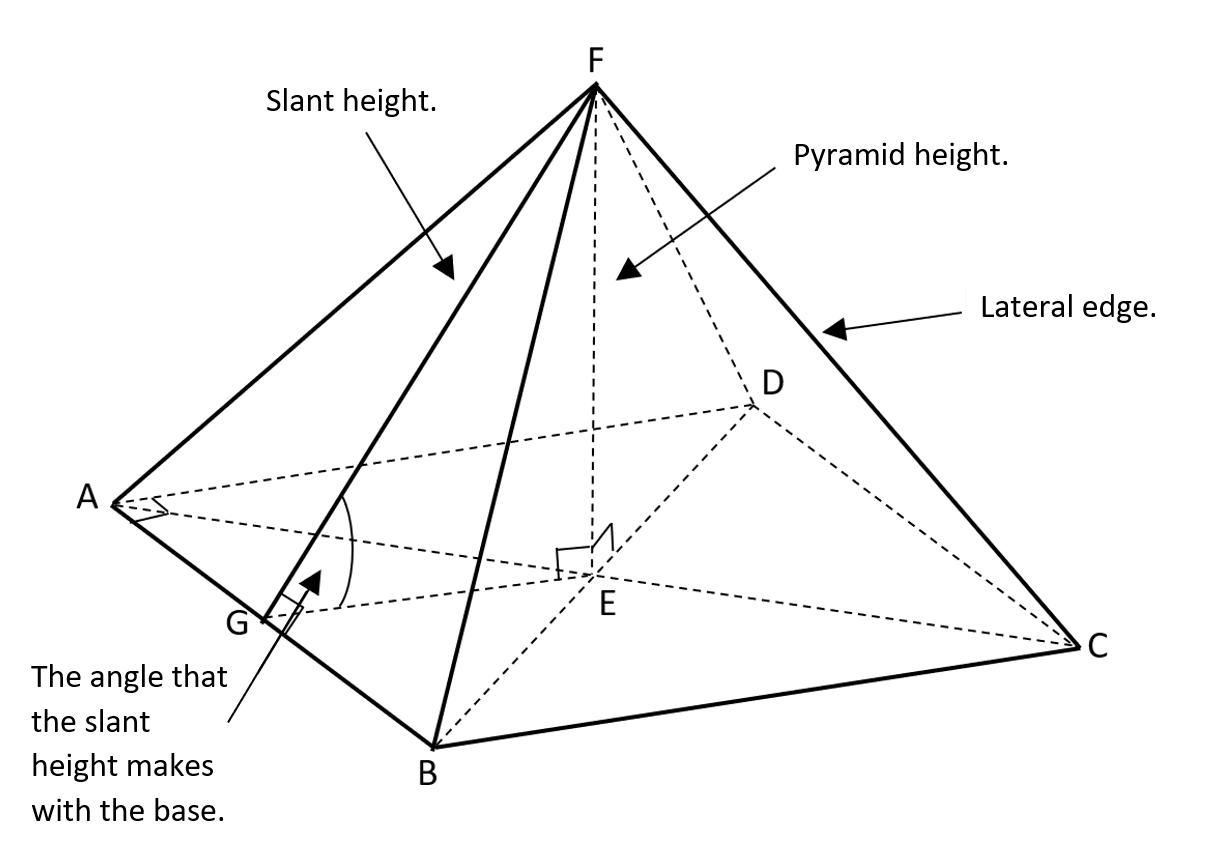 F
Slant height.
Pyramid height.
Lateral edge.
D
A
E
G
C
The angle that
the slant
height makes
with the base.
B